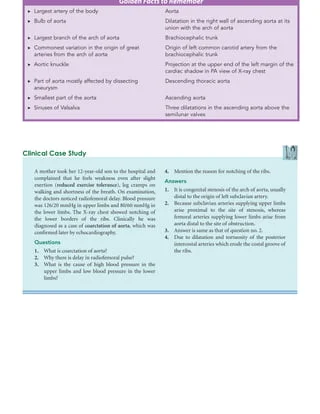 Golden Facts to Remember
▸ Largest artery of the body Aorta
▸ Bulb of aorta Dilatation in the right wall of ascending aorta at its
union with the arch of aorta
▸ Largest branch of the arch of aorta Brachiocephalic trunk
▸ Commonest variation in the origin of great Origin of left common carotid artery from the
arteries from the arch of aorta brachiocephalic trunk
▸ Aortic knuckle Projection at the upper end of the left margin of the
cardiac shadow in PA view of X-ray chest
▸ Part of aorta mostly affected by dissecting Descending thoracic aorta
aneurysm
▸ Smallest part of the aorta Ascending aorta
▸ Sinuses of Valsalva Three dilatations in the ascending aorta above the
semilunar valves
Clinical Case Study
A mother took her 12-year-old son to the hospital and
complained that he feels weakness even after slight
exertion (reduced exercise tolerance), leg cramps on
walking and shortness of the breath. On examination,
the doctors noticed radiofemoral delay. Blood pressure
was 126/20 mmHg in upper limbs and 80/60 mmHg in
the lower limbs. The X-ray chest showed notching of
the lower borders of the ribs. Clinically he was
diagnosed as a case of coarctation of aorta, which was
confirmed later by echocardiography.
Questions
1. What is coarctation of aorta?
2. Why there is delay in radiofemoral pulse?
3. What is the cause of high blood pressure in the
upper limbs and low blood pressure in the lower
limbs?
4. Mention the reason for notching of the ribs.
Answers
1. It is congenital stenosis of the arch of aorta, usually
distal to the origin of left subclavian artery.
2. Because subclavian arteries supplying upper limbs
arise proximal to the site of stenosis, whereas
femoral arteries supplying lower limbs arise from
aorta distal to the site of obstruction.
3. Answer is same as that of question no. 2.
4. Due to dilatation and tortuosity of the posterior
intercostal arteries which erode the costal groove of
the ribs.